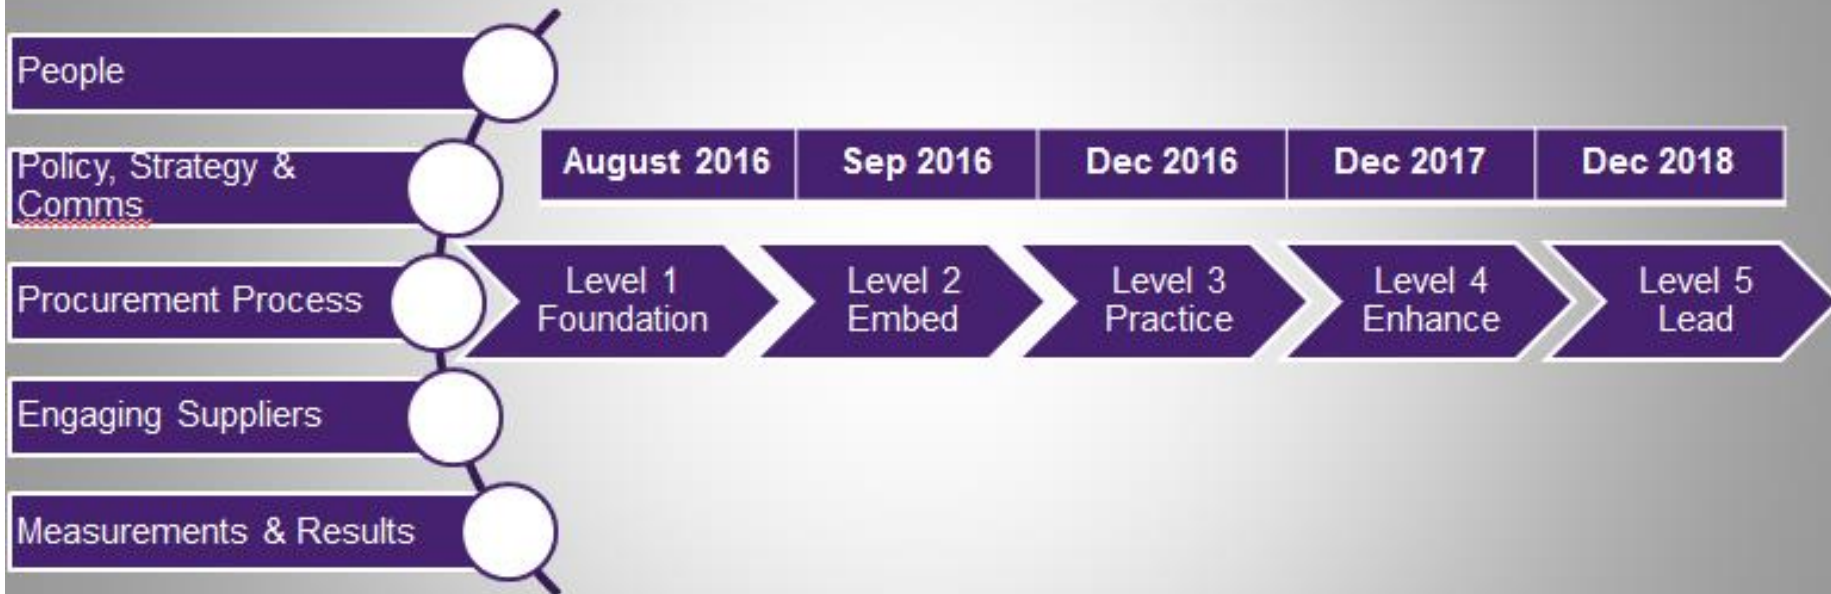 People
Policy, Strategy &
Comms
Procurement Process
Engaging Suppliers
Measurements & Results
August 2016 Sep 2016 Dec 2016 Dec 2017 Dec 2018
Level 1
Foundation
Level 2
Embed
Level 3
Practice
Level 4
Enhance
Level 5
Lead